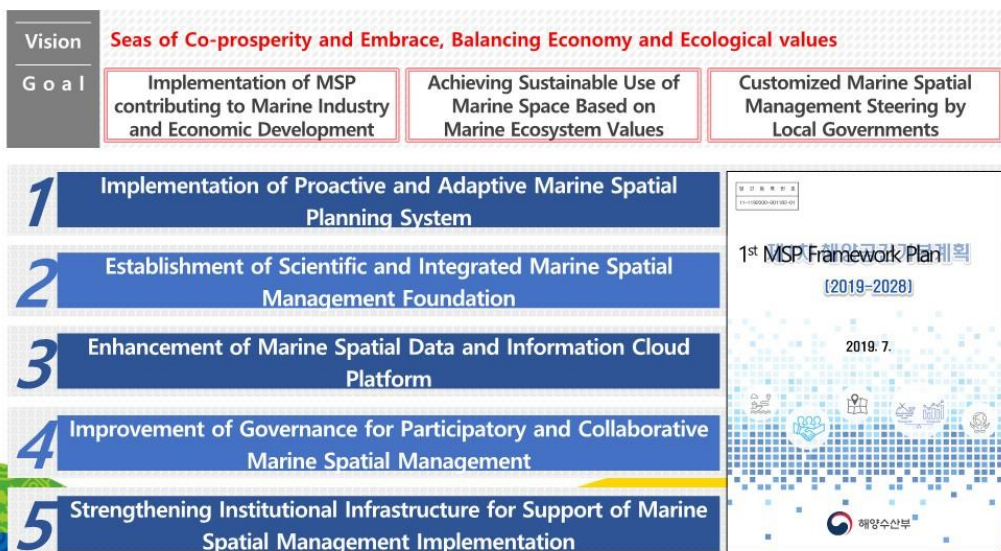 Vision
Seas of Co-prosperity and Embrace, Balancing Economy and Ecological values
Goal
Implementation of MSP
contributing to Marine Industry
and Economic Development
Achieving Sustainable Use of
Marine Space Based on
Marine Ecosystem Values
Customized Marine Spatial
Management Steering by
Local Governments
1
Implementation of Proactive and Adaptive Marine Spatial
Planning System
2
Establishment of Scientific and Integrated Marine Spatial
Management Foundation
3
Enhancement of Marine Spatial Data and Information Cloud
Platform
4
Improvement of Governance for Participatory and Collaborative
Marine Spatial Management
5
Strengthening Institutional Infrastructure for Support of Marine
Spatial Management Implementation
1st MSP Framework Plan
(2019-2028)
2019. 7.
해양수산부